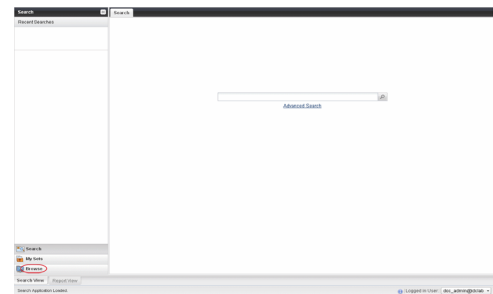 Search
Search
Recent Searches
Advanced Search
Search
My Sets
Browse
Search View
Report View
Search Application Loaded
Logged in User: